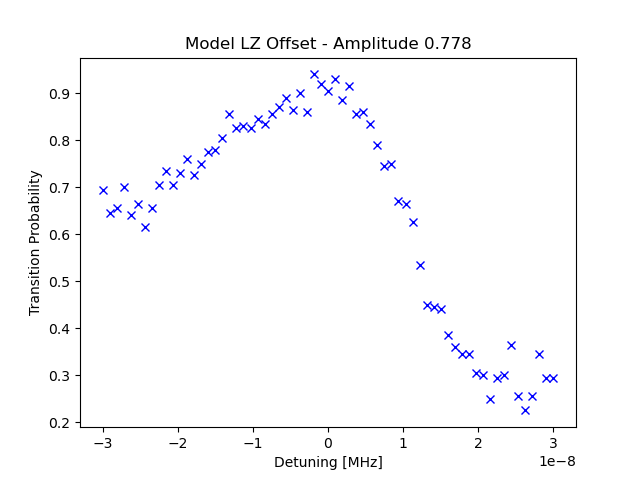 Model LZ Offset - Amplitude 0.778
Transition Probability
0.9
0.8
0.7
0.6
0.5
0.4
0.3
0.2
−3 −2 −1 0 1 2 3
1e−8
Detuning [MHz]